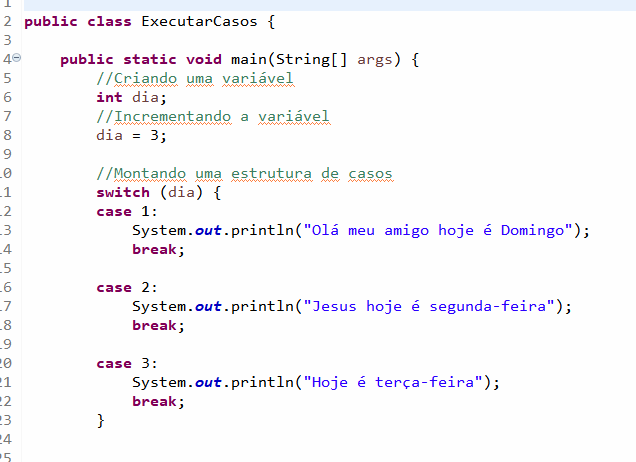 1
2 public class ExecutarCasos {
3
4 public static void main(String[] args) {
5 //Criando uma variável
6 int dia;
7 //Incrementando a variável
8 dia = 3;
9
10 //Montando uma estrutura de casos
11 switch (dia) {
12 case 1:
13 System.out.println("Olá meu amigo hoje é Domingo");
14 break;
15
16 case 2:
17 System.out.println("Jesus hoje é segunda-feira");
18 break;
19
20 case 3:
21 System.out.println("Hoje é terça-feira");
22 break;
23 }
24
25